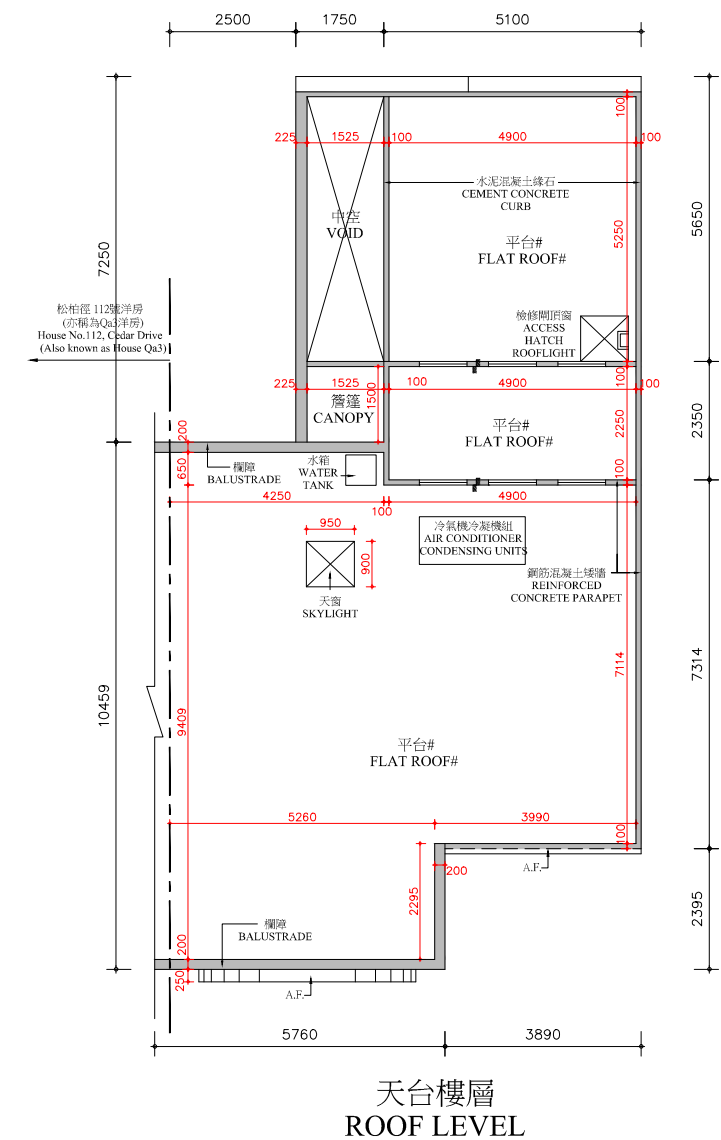 2500
1750
5100
225
1525
100
4900
100
100
水泥混凝土緣石
CEMENT CONCRETE
CURB
中空
VOID
平台#
FLAT ROOF#
5250
5650
7250
松柏徑 112號洋房
(亦稱為Qa3洋房)
House No.112, Cedar Drive
(Also known as House Qa3)
檢修閘頂窗
ACCESS
HATCH
ROOFLIGHT
225
1525
100
4900
100
100
1500
簷篷
CANOPY
平台#
FLAT ROOF#
2250
2350
200
650
欄障
BALUSTRADE
水箱
WATER
TANK
100
4250
100
4900
950
900
天窗
SKYLIGHT
冷氣機冷凝機組
AIR CONDITIONER
CONDENSING UNITS
鋼筋混凝土矮牆
REINFORCED
CONCRETE PARAPET
7114
7314
10459
9409
平台#
FLAT ROOF#
5260
3990
100
A.F.
200
2295
2395
欄障
BALUSTRADE
200
250
A.F.
5760
3890
天台樓層
ROOF LEVEL